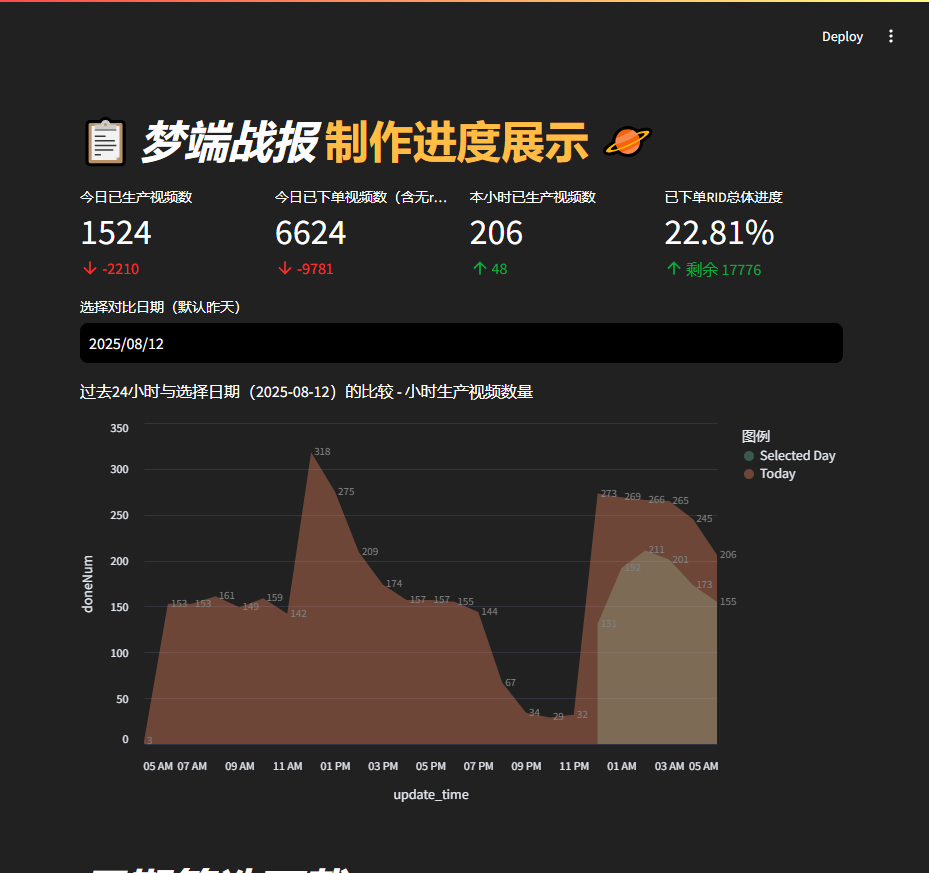 Deploy
梦端战报 制作进度展示
今日已生产视频数
1524
-2210
今日已下单视频数（含无r...
6624
-9781
本小时已生产视频数
206
48
已下单RID总体进度
22.81%
剩余 17776
选择对比日期（默认昨天）
2025/08/12
过去24小时与选择日期（2025-08-12）的比较 - 小时生产视频数量
图例
Selected Day
Today
doneNum
350
300
250
200
150
100
50
0
3 153 153 161 149 159 142 318 275 209 174 157 157 155 144 67 34 29 32 273 269 266 265 245 206
131 192 211 201 173 155
05 AM 07 AM 09 AM 11 AM 01 PM 03 PM 05 PM 07 PM 09 PM 11 PM 01 AM 03 AM 05 AM
update_time